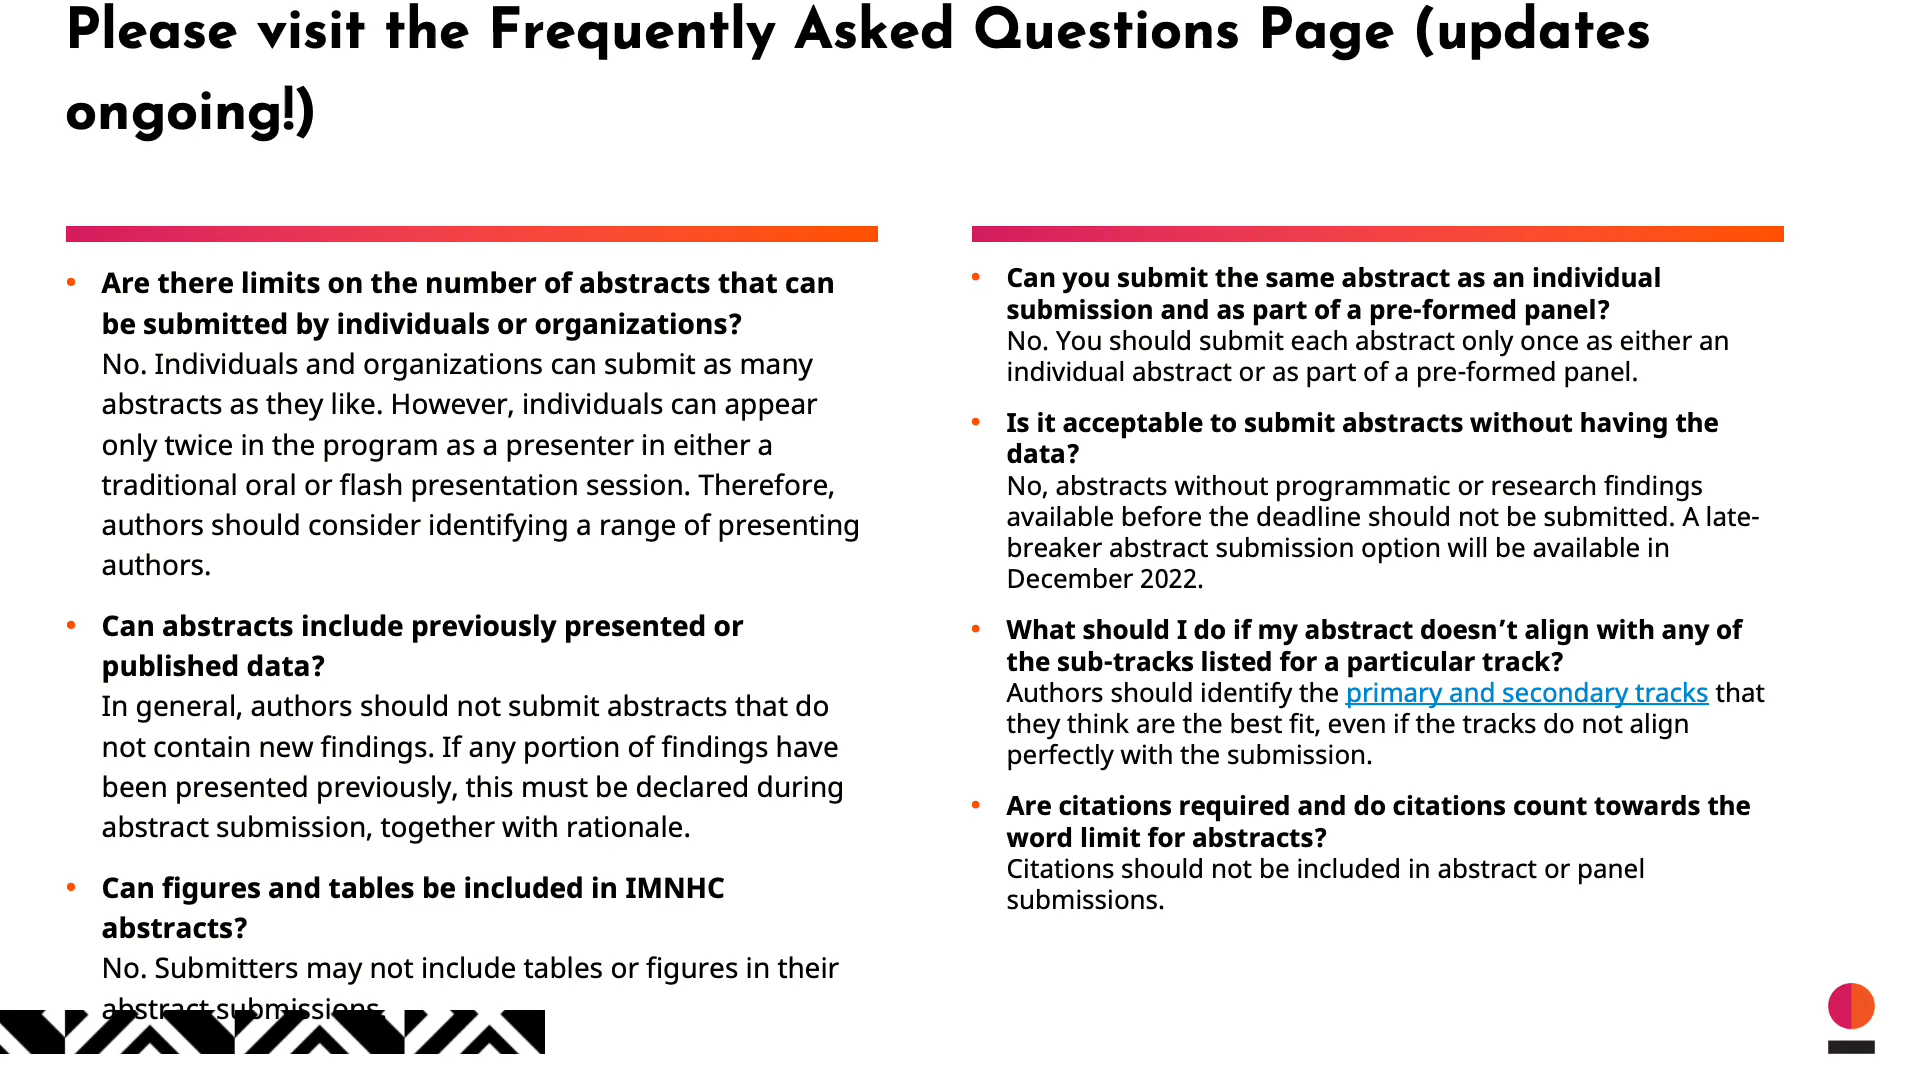 Please visit the Frequently Asked Questions Page (updates
ongoing!)
• Are there limits on the number of abstracts that can
be submitted by individuals or organizations?
No. Individuals and organizations can submit as many
abstracts as they like. However, individuals can appear
only twice in the program as a presenter in either a
traditional oral or flash presentation session. Therefore,
authors should consider identifying a range of presenting
authors.
• Can abstracts include previously presented or
published data?
In general, authors should not submit abstracts that do
not contain new findings. If any portion of findings have
been presented previously, this must be declared during
abstract submission, together with rationale.
• Can figures and tables be included in IMNHC
abstracts?
No. Submitters may not include tables or figures in their
abstract submissions.
• Can you submit the same abstract as an individual
submission and as part of a pre-formed panel?
No. You should submit each abstract only once as either an
individual abstract or as part of a pre-formed panel.
• Is it acceptable to submit abstracts without having the
data?
No, abstracts without programmatic or research findings
available before the deadline should not be submitted. A late-
breaker abstract submission option will be available in
December 2022.
• What should I do if my abstract doesn’t align with any of
the sub-tracks listed for a particular track?
Authors should identify the primary and secondary tracks that
they think are the best fit, even if the tracks do not align
perfectly with the submission.
• Are citations required and do citations count towards the
word limit for abstracts?
Citations should not be included in abstract or panel
submissions.